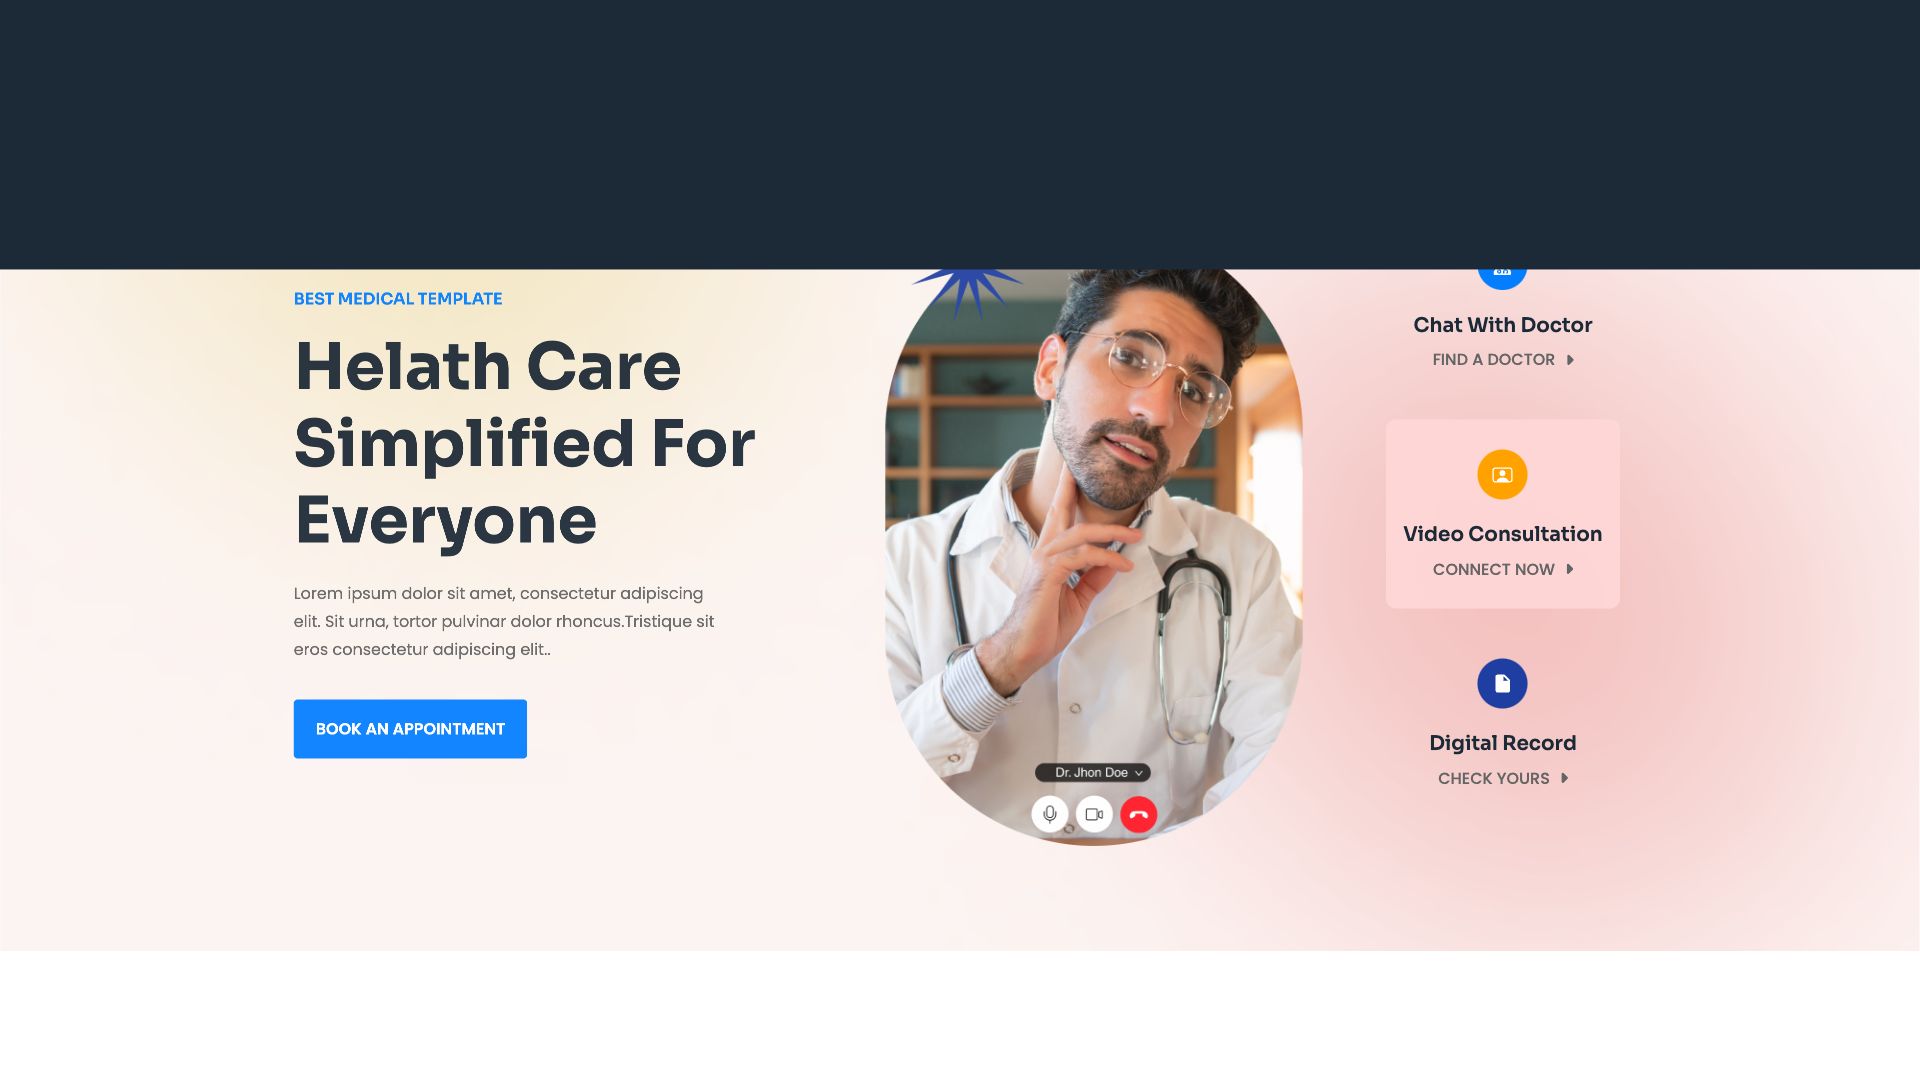 BEST MEDICAL TEMPLATE
Helath Care
Simplified For
Everyone
Lorem ipsum dolor sit amet, consectetur adipiscing
elit. Sit urna, tortor pulvinar dolor rhoncus.Tristique sit
eros consectetur adipiscing elit..
BOOK AN APPOINTMENT
Dr. Jhon Doe
Chat With Doctor
FIND A DOCTOR
Video Consultation
CONNECT NOW
Digital Record
CHECK YOURS